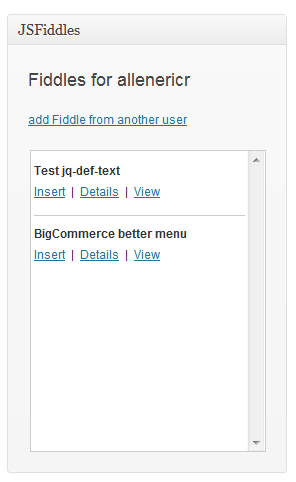 JSFiddles
Fiddles for allenericr
add Fiddle from another user
Test jq-def-text
Insert | Details | View
BigCommerce better menu
Insert | Details | View